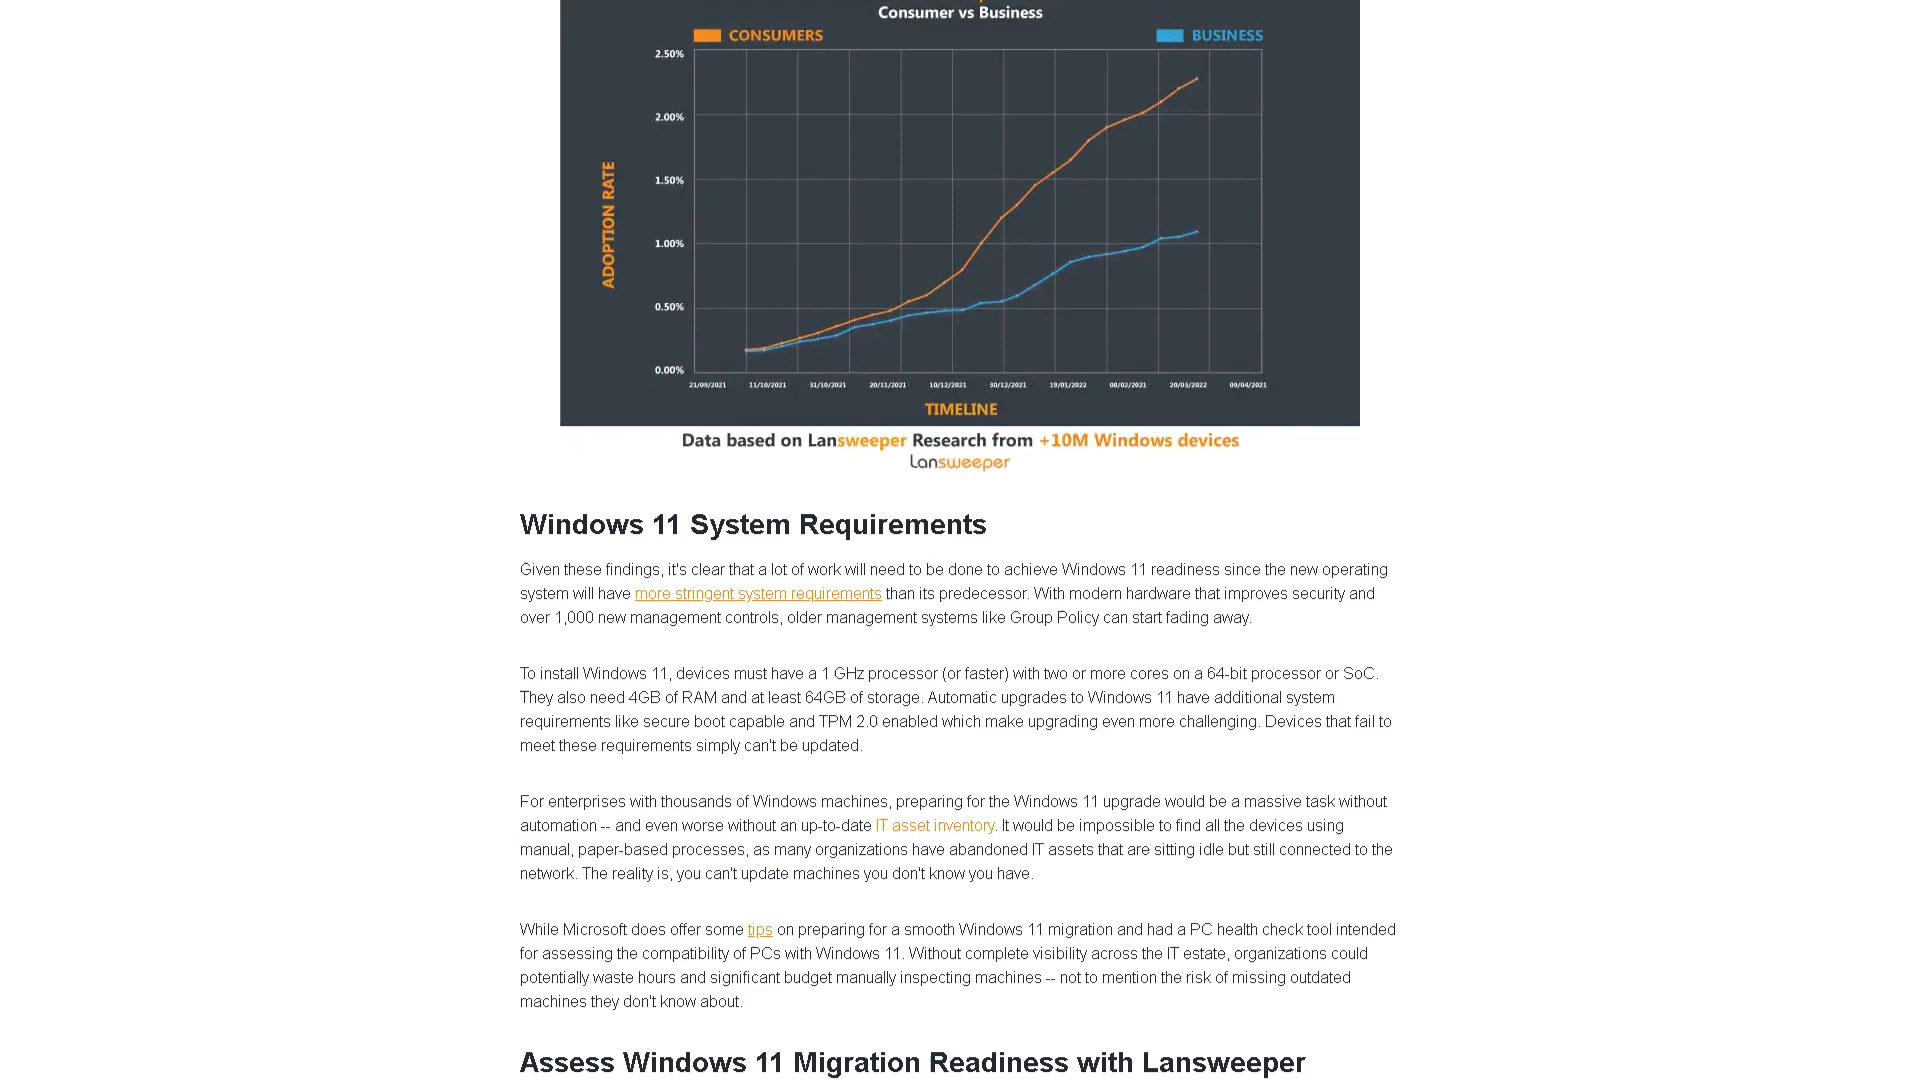 Consumer vs Business
CONSUMERS
BUSINESS
2.50%
2.00%
1.50%
1.00%
0.50%
0.00%
ADOPTION RATE
21/09/2021 11/10/2021 31/10/2021 20/11/2021 10/12/2021 30/12/2021 19/01/2022 08/02/2021 20/03/2022 09/04/2021
TIMELINE
Data based on Lansweeper Research from +10M Windows devices
Lansweeper
Windows 11 System Requirements
Given these findings, it's clear that a lot of work will need to be done to achieve Windows 11 readiness since the new operating
system will have more stringent system requirements than its predecessor. With modern hardware that improves security and
over 1,000 new management controls, older management systems like Group Policy can start fading away.
To install Windows 11, devices must have a 1 GHz processor (or faster) with two or more cores on a 64-bit processor or SoC.
They also need 4GB of RAM and at least 64GB of storage. Automatic upgrades to Windows 11 have additional system
requirements like secure boot capable and TPM 2.0 enabled which make upgrading even more challenging. Devices that fail to
meet these requirements simply can't be updated.
For enterprises with thousands of Windows machines, preparing for the Windows 11 upgrade would be a massive task without
automation -- and even worse without an up-to-date IT asset inventory. It would be impossible to find all the devices using
manual, paper-based processes, as many organizations have abandoned IT assets that are sitting idle but still connected to the
network. The reality is, you can't update machines you don't know you have.
While Microsoft does offer some tips on preparing for a smooth Windows 11 migration and had a PC health check tool intended
for assessing the compatibility of PCs with Windows 11. Without complete visibility across the IT estate, organizations could
potentially waste hours and significant budget manually inspecting machines -- not to mention the risk of missing outdated
machines they don't know about.
Assess Windows 11 Migration Readiness with Lansweeper